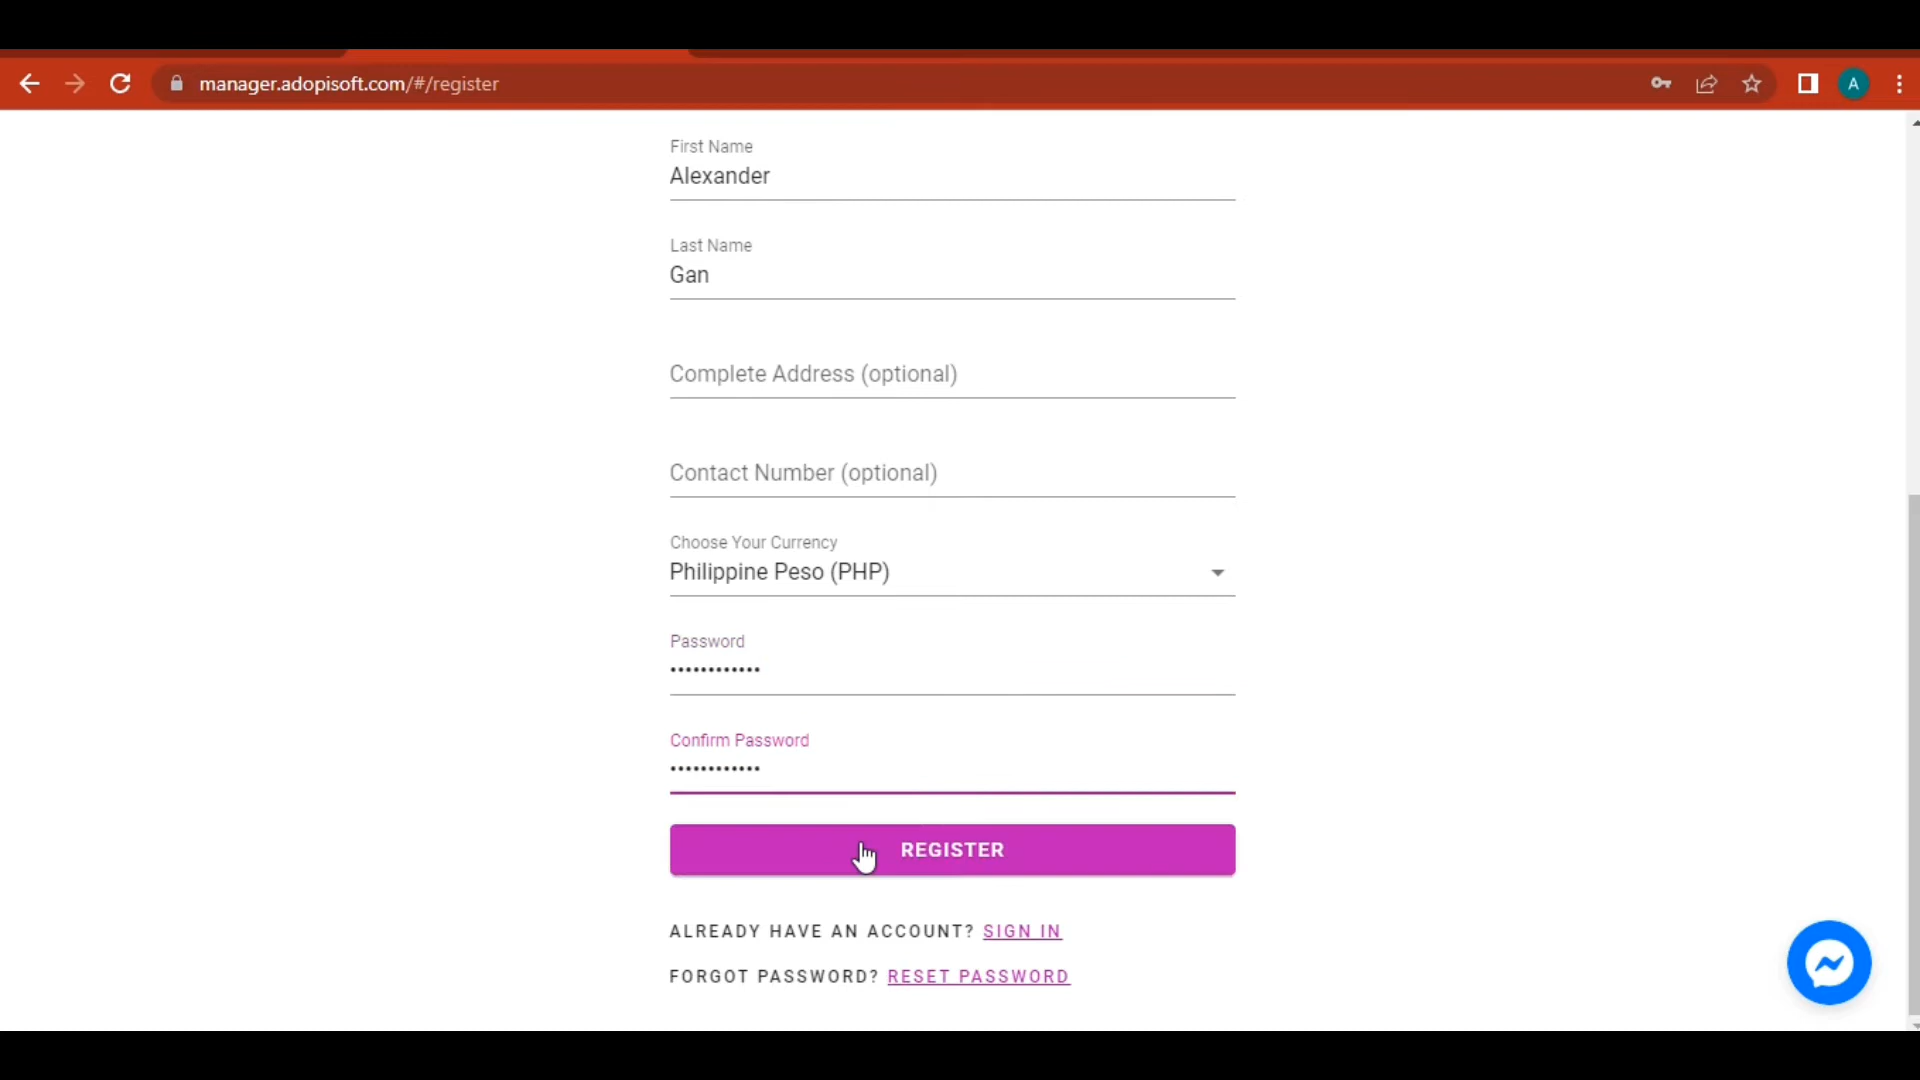 manager.adopisoft.com/#/register
A
First Name
Alexander
Last Name
Gan
Complete Address (optional)
Contact Number (optional)
Choose Your Currency
Philippine Peso (PHP)
Password
••••••••••••
Confirm Password
••••••••••••
REGISTER
ALREADY HAVE AN ACCOUNT? SIGN IN
FORGOT PASSWORD? RESET PASSWORD